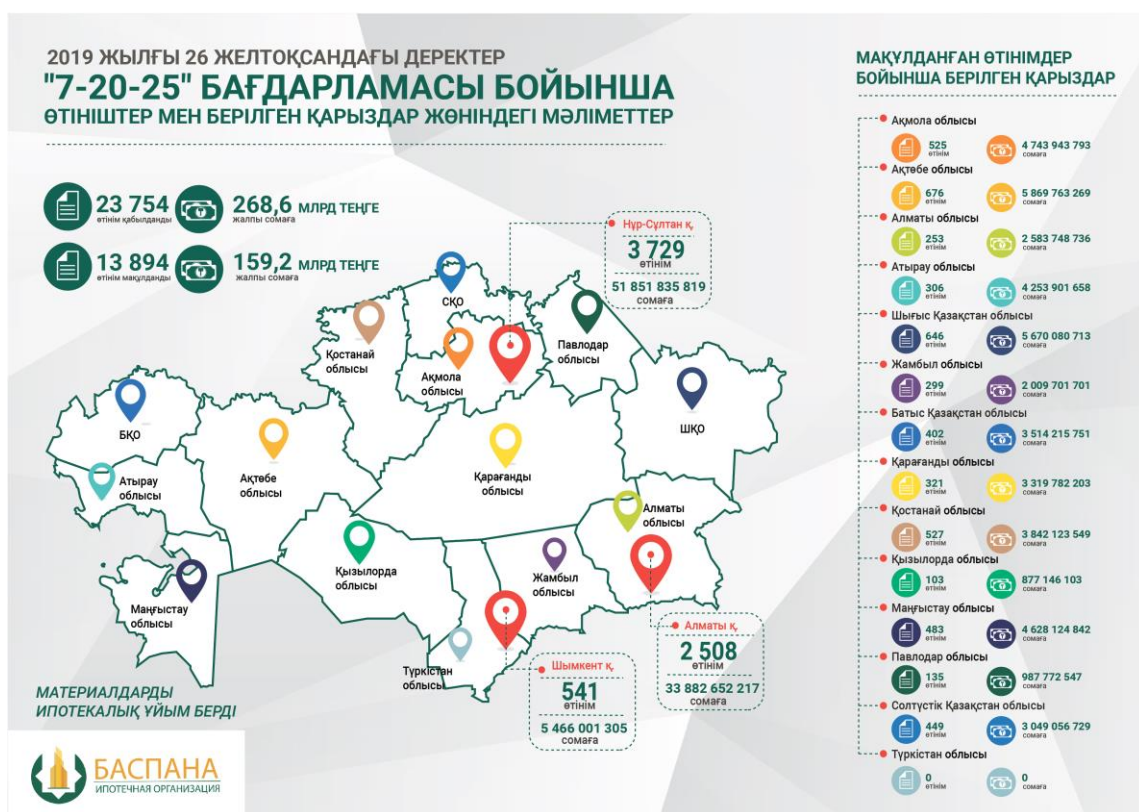 2019 ЖЫЛҒЫ 26 ЖЕЛТОҚСАНДАҒЫ ДЕРЕКТЕР
"7-20-25" БАҒДАРЛАМАСЫ БОЙЫНША
ӨТІНІШТЕР МЕН БЕРІЛГЕН ҚАРЫЗДАР ЖӨНІНДЕГІ МӘЛІМЕТТЕР
23 754
өтінім қабылданды
268,6 МЛРД ТЕҢГЕ
жалпы сомаға
13 894
өтінім мақулданды
159,2 МЛРД ТЕҢГЕ
жалпы сомаға
Нұр-Сұлтан қ.
3 729
өтінім
51 851 835 819
сомаға
СҚО
Қостанай
облысы
Ақмола
облысы
Павлодар
облысы
БҚО
ШҚО
Атырау
облысы
Ақтөбе
облысы
Қарағанды
облысы
Алматы
облысы
Қызылорда
облысы
Жамбыл
облысы
Маңғыстау
облысы
Түркістан
облысы
Шымкент қ.
541
өтінім
5 466 001 305
сомаға
Алматы қ.
2 508
өтінім
33 882 652 217
сомаға
МАТЕРИАЛДАРДЫ
ИПОТЕКАЛЫҚ ҰЙЫМ БЕРДІ
БАСПАНА
ИПОТЕЧНАЯ ОРГАНИЗАЦИЯ
МАҚҰЛДАНҒАН ӨТІНІМДЕР
БОЙЫНША БЕРІЛГЕН ҚАРЫЗДАР
Ақмола облысы
525 4 743 943 793
өтінім сомаға
Ақтөбе облысы
676 5 869 763 269
өтінім сомаға
Алматы облысы
253 2 583 748 736
өтінім сомаға
Атырау облысы
306 4 253 901 658
өтінім сомаға
Шығыс Қазақстан облысы
646 5 670 080 713
өтінім сомаға
Жамбыл облысы
299 2 009 701 701
өтінім сомаға
Батыс Қазақстан облысы
402 3 514 215 751
өтінім сомаға
Қарағанды облысы
321 3 319 782 203
өтінім сомаға
Қостанай облысы
527 3 842 123 549
өтінім сомаға
Қызылорда облысы
103 877 146 103
өтінім сомаға
Маңғыстау облысы
483 4 628 124 842
өтінім сомаға
Павлодар облысы
135 987 772 547
өтінім сомаға
Солтүстік Қазақстан облысы
449 3 049 056 729
өтінім сомаға
Түркістан облысы
0 0
өтінім сомаға